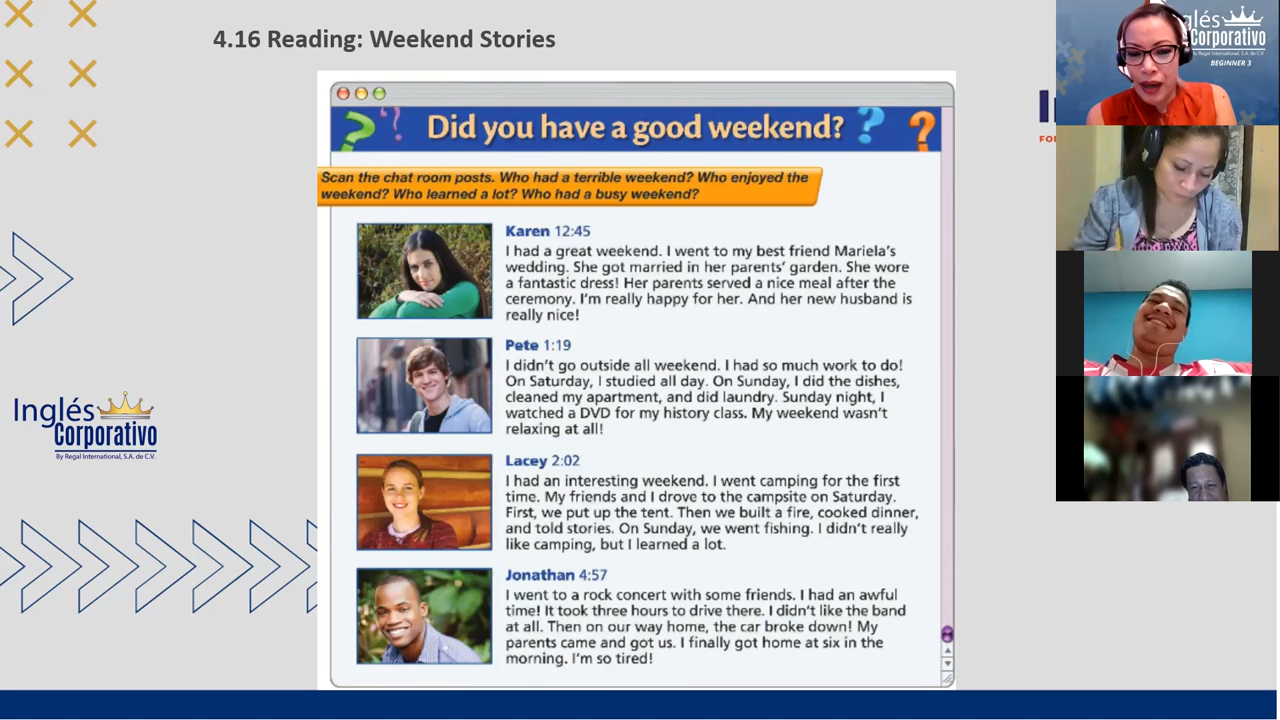 4.16 Reading: Weekend Stories
Did you have a good weekend?
Scan the chat room posts. Who had a terrible weekend? Who enjoyed the
weekend? Who learned a lot? Who had a busy weekend?
Karen 12:45
I had a great weekend. I went to my best friend Mariela's
wedding. She got married in her parents' garden. She wore
a fantastic dress! Her parents served a nice meal after the
ceremony. I'm really happy for her. And her new husband is
really nice!
Pete 1:19
I didn't go outside all weekend. I had so much work to do!
On Saturday, I studied all day. On Sunday, I did the dishes,
cleaned my apartment, and did laundry. Sunday night, I
watched a DVD for my history class. My weekend wasn't
relaxing at all!
Lacey 2:02
I had an interesting weekend. I went camping for the first
time. My friends and I drove to the campsite on Saturday.
First, we put up the tent. Then we built a fire, cooked dinner,
and told stories. On Sunday, we went fishing. I didn't really
like camping, but I learned a lot.
Jonathan 4:57
I went to a rock concert with some friends. I had an awful
time! It took three hours to drive there. I didn't like the band
at all. Then on our way home, the car broke down! My
parents came and got us. I finally got home at six in the
morning. I'm so tired!
Inglés
Corporativo
By Regal International, S.A. de C.V.
glés
Corporativo
By Regal International, S.A. de C.V.
BEGINNER 3